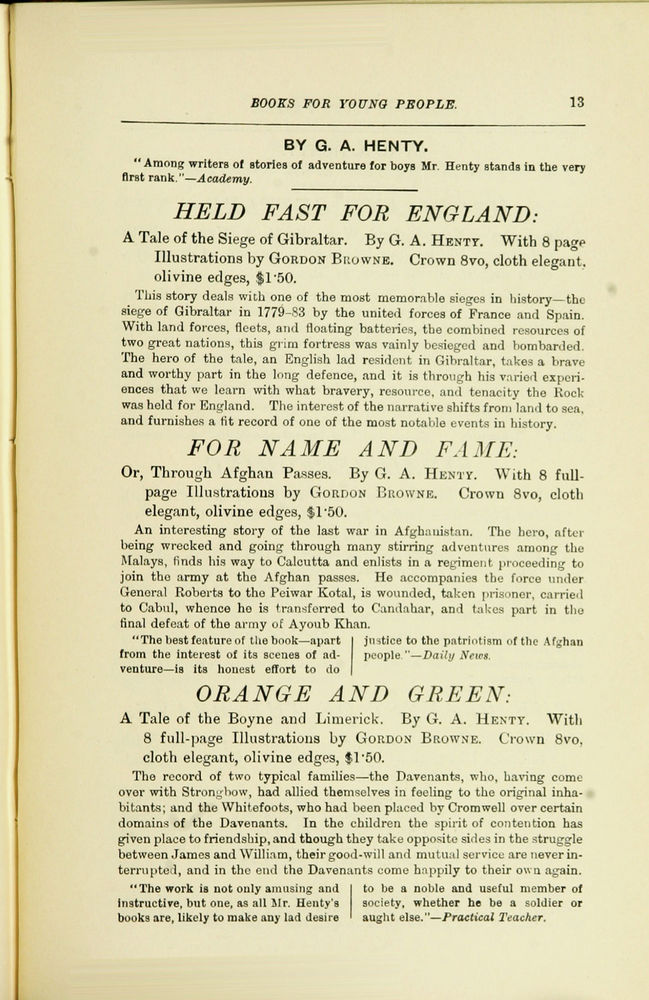 BOOKS FOR YOUNG PEOPLE. 13
BY G. A. HENTY.
"Among writers of stories of adventure for boys Mr. Henty stands in the very
first rank."—Academy.
HELD FAST FOR ENGLAND:
A Tale of the Siege of Gibraltar. By G. A. HENTY. With 8 page
Illustrations by GORDON BROWNE. Crown 8vo, cloth elegant,
olivine edges, $1·50.
This story deals with one of the most memorable sieges in history—the
siege of Gibraltar in 1779-83 by the united forces of France and Spain.
With land forces, fleets, and floating batteries, the combined resources of
two great nations, this grim fortress was vainly besieged and bombarded.
The hero of the tale, an English lad resident in Gibraltar, takes a brave
and worthy part in the long defence, and it is through his varied experi-
ences that we learn with what bravery, resource, and tenacity the Rock
was held for England. The interest of the narrative shifts from land to sea,
and furnishes a fit record of one of the most notable events in history.
FOR NAME AND FAME:
Or, Through Afghan Passes. By G. A. HENTY. With 8 full-
page Illustrations by GORDON BROWNE. Crown 8vo, cloth
elegant, olivine edges, $1·50.
An interesting story of the last war in Afghanistan. The hero, after
being wrecked and going through many stirring adventures among the
Malays, finds his way to Calcutta and enlists in a regiment proceeding to
join the army at the Afghan passes. He accompanies the force under
General Roberts to the Peiwar Kotal, is wounded, taken prisoner, carried
to Cabul, whence he is transferred to Candahar, and takes part in the
final defeat of the army of Ayoub Khan.
"The best feature of the book—apart
from the interest of its scenes of ad-
venture—is its honest effort to do
justice to the patriotism of the Afghan
people."—Daily News.
ORANGE AND GREEN:
A Tale of the Boyne and Limerick. By G. A. HENTY. With
8 full-page Illustrations by GORDON BROWNE. Crown 8vo,
cloth elegant, olivine edges, $1·50.
The record of two typical families—the Davenants, who, having come
over with Strongbow, had allied themselves in feeling to the original inha-
bitants; and the Whitefoots, who had been placed by Cromwell over certain
domains of the Davenants. In the children the spirit of contention has
given place to friendship, and though they take opposite sides in the struggle
between James and William, their good-will and mutual service are never in-
terrupted, and in the end the Davenants come happily to their own again.
"The work is not only amusing and
instructive, but one, as all Mr. Henty's
books are, likely to make any lad desire
to be a noble and useful member of
society, whether he be a soldier or
aught else."—Practical Teacher.